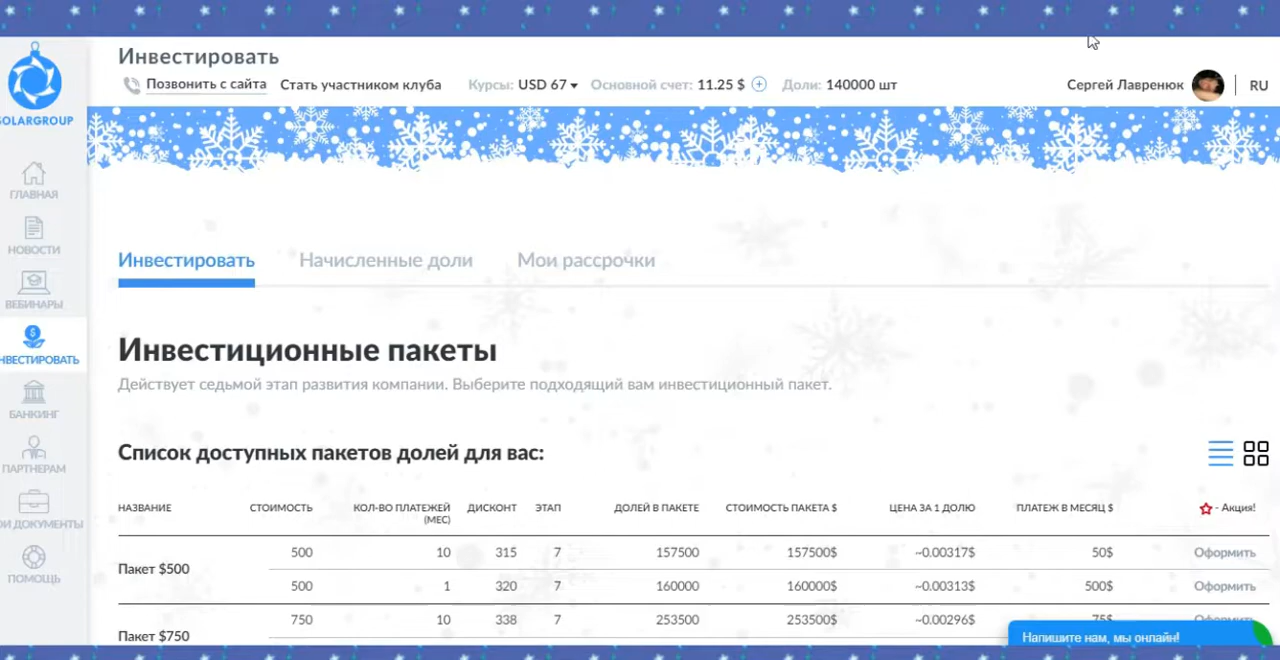 Инвестировать
Позвонить с сайта Стать участником клуба Курсы: USD 67 Основной счет: 11.25 $ Доли: 140000 шт Сергей Лавренюк RU
SOLARGROUP
ГЛАВНАЯ
НОВОСТИ
ВЕБИНАРЫ
НВЕСТИРОВАТЬ
БАНКИНГ
ПАРТНЕРАМ
ОИ ДОКУМЕНТЫ
ПОМОЩЬ
Инвестировать Начисленные доли Мои рассрочки
Инвестиционные пакеты
Действует седьмой этап развития компании. Выберите подходящий вам инвестиционный пакет.
Список доступных пакетов долей для вас:
НАЗВАНИЕ СТОИМОСТЬ КОЛ-ВО ПЛАТЕЖЕЙ (МЕС) ДИСКОНТ ЭТАП ДОЛЕЙ В ПАКЕТЕ СТОИМОСТЬ ПАКЕТА $ ЦЕНА ЗА 1 ДОЛЮ ПЛАТЕЖ В МЕСЯЦ $ - Акция!
Пакет $500
500 10 315 7 157500 157500$ ~0.00317$ 50$ Оформить
500 1 320 7 160000 160000$ ~0.00313$ 500$ Оформить
Пакет $750
750 10 338 7 253500 253500$ ~0.00296$ 75$ Оформить
Напишите нам, мы онлайн!